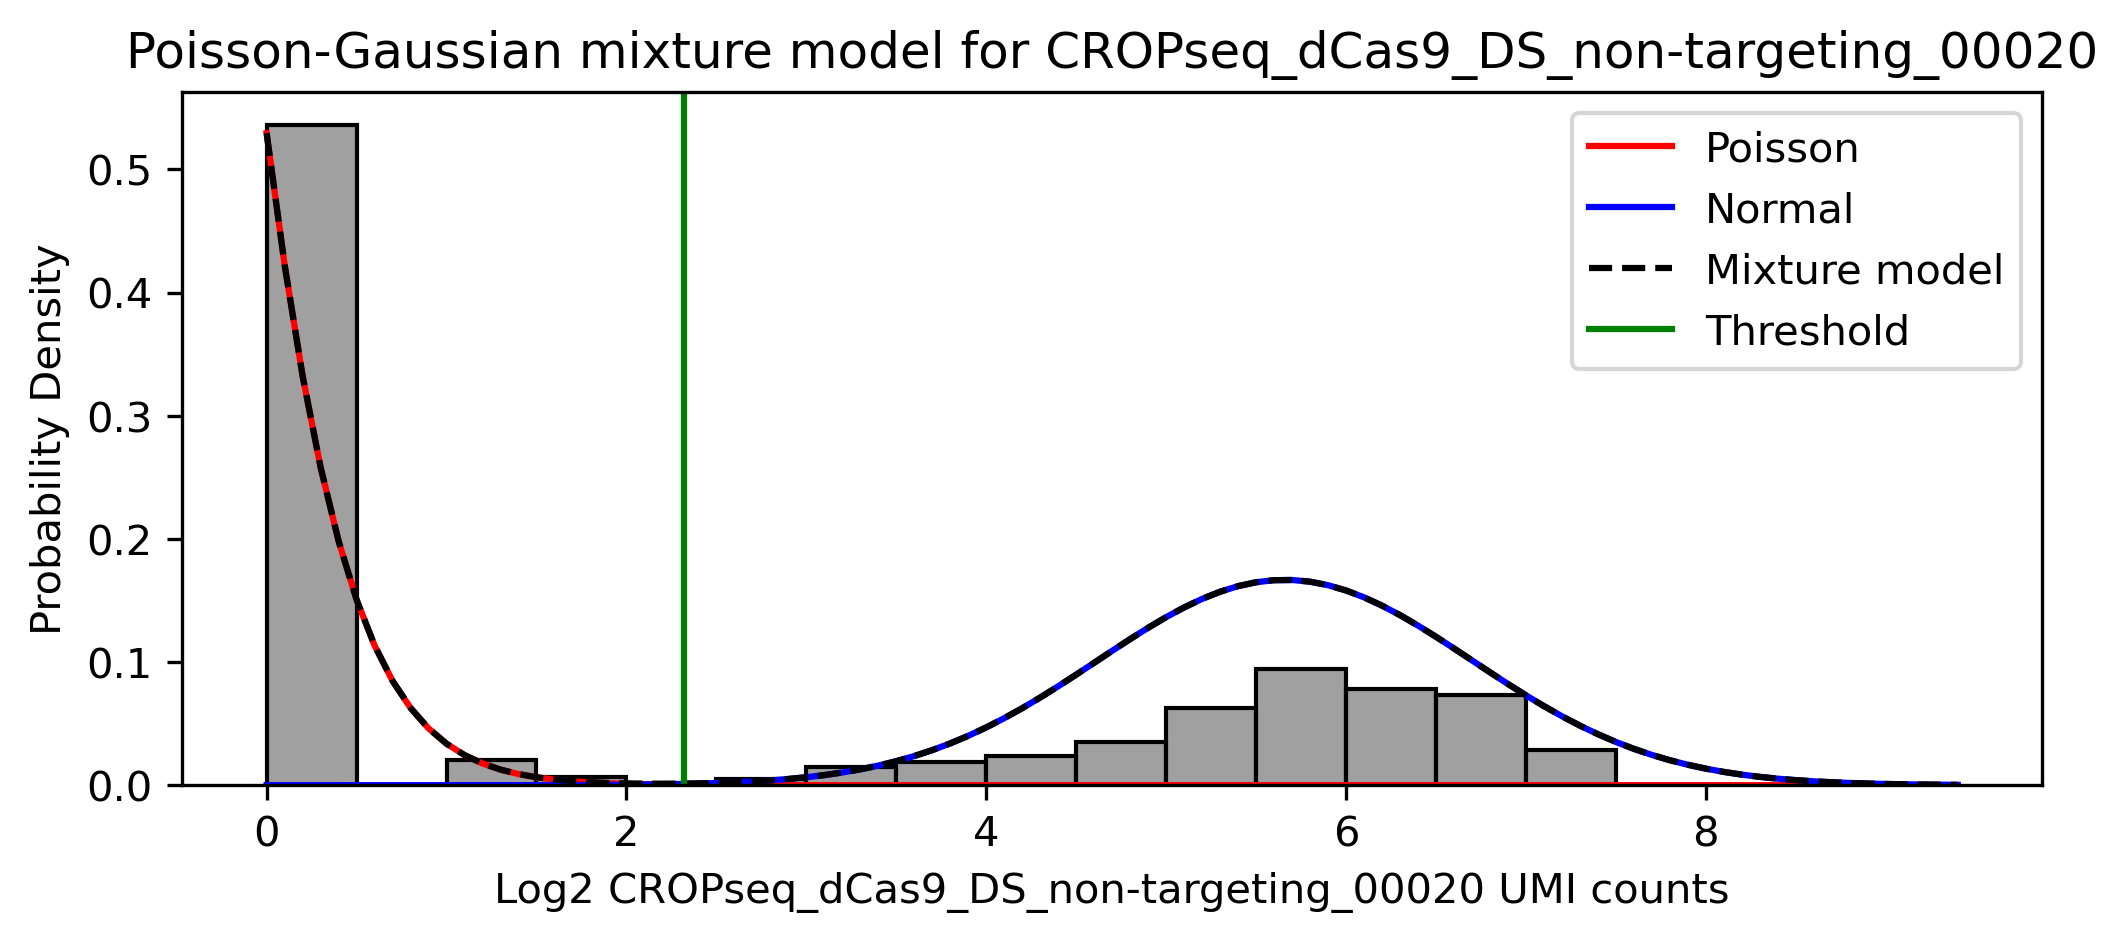 Poisson-Gaussian mixture model for CROPseq_dCas9_DS_non-targeting_00020
Probability Density
0.5
0.4
0.3
0.2
0.1
0.0
Poisson
Normal
Mixture model
Threshold
0 2 4 6 8
Log2 CROPseq_dCas9_DS_non-targeting_00020 UMI counts